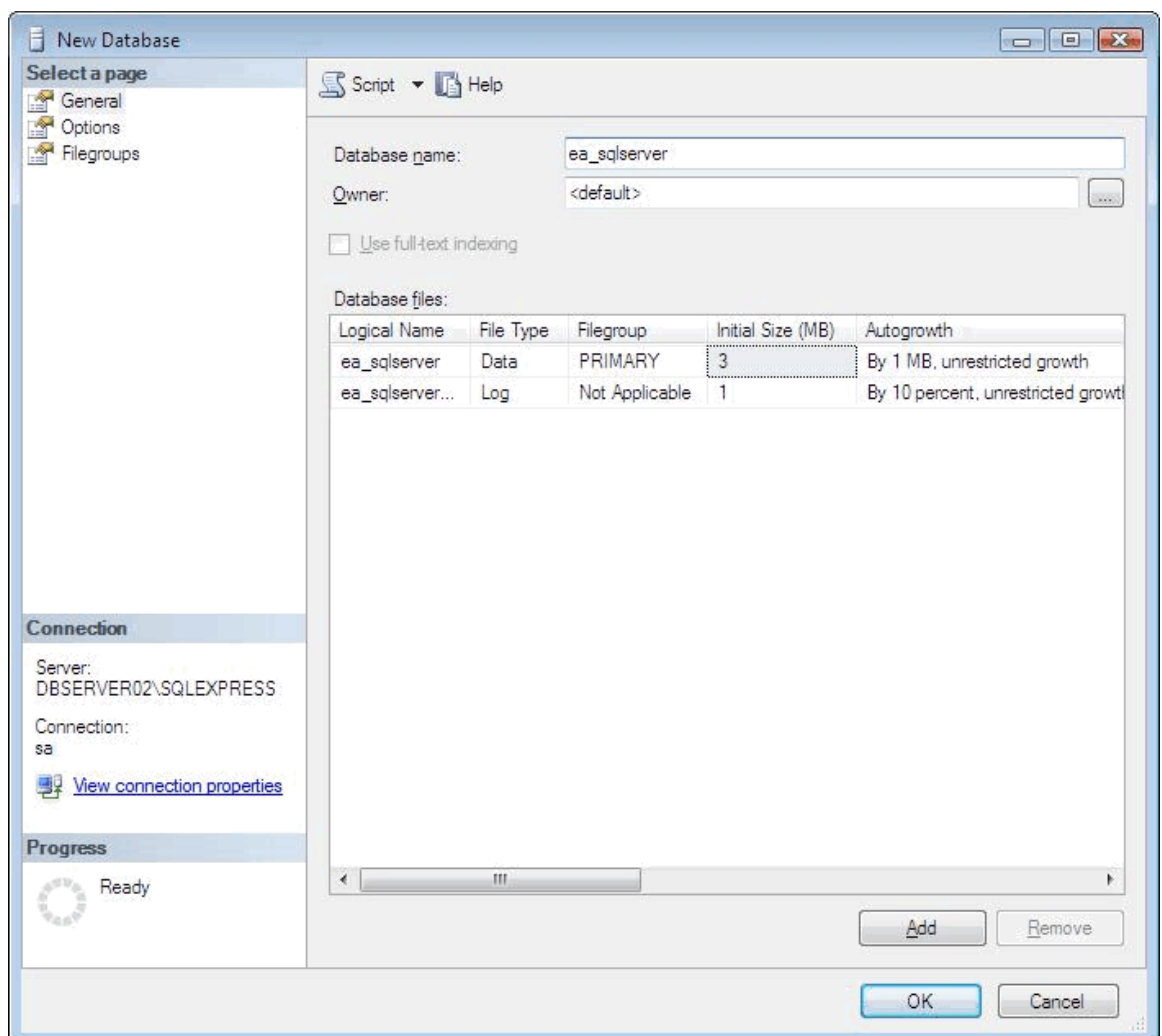 New Database
Select a page
General
Options
Filegroups
Script Help
Database name: ea_sqlserver
Owner: <default> ...
Use full-text indexing
Database files:
Logical Name File Type Filegroup Initial Size (MB) Autogrowth
ea_sqlserver Data PRIMARY 3 By 1 MB, unrestricted growth
ea_sqlserver... Log Not Applicable 1 By 10 percent, unrestricted growth
Connection
Server:
DBSERVER02\SQLEXPRESS
Connection:
sa
View connection properties
Progress
Ready
Add Remove
OK Cancel